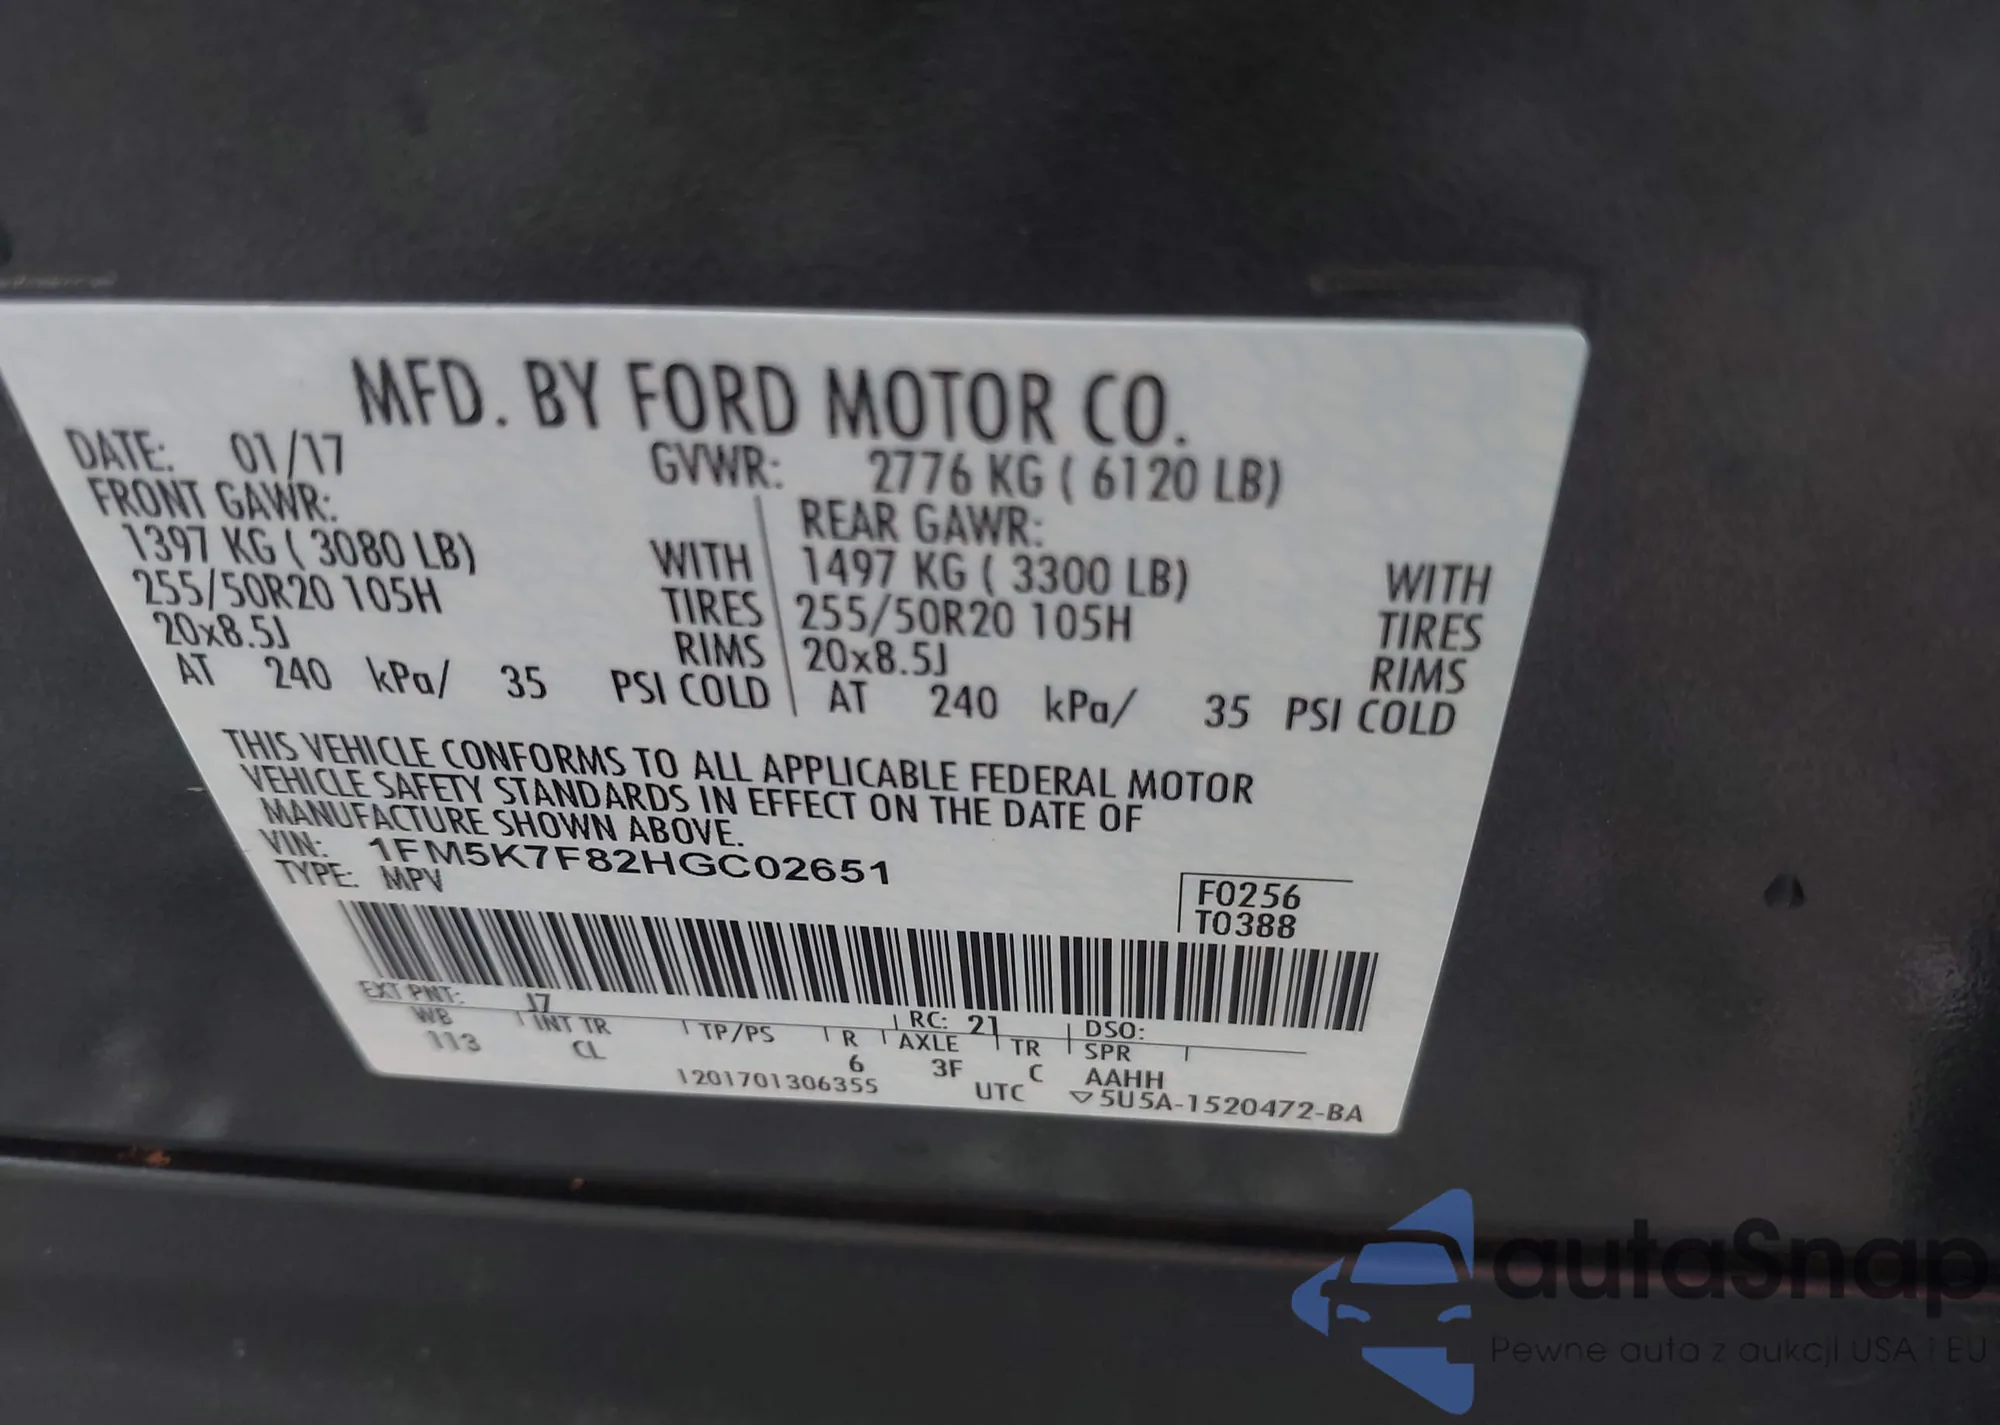 MFD. BY FORD MOTOR CO.
DATE: 01/17 GVWR: 2776 KG ( 6120 LB)
FRONT GAWR: REAR GAWR:
1397 KG ( 3080 LB) WITH 1497 KG ( 3300 LB) WITH
255/50R20 105H TIRES 255/50R20 105H TIRES
20x8.5J RIMS 20x8.5J RIMS
AT 240 kPa/ 35 PSI COLD AT 240 kPa/ 35 PSI COLD
THIS VEHICLE CONFORMS TO ALL APPLICABLE FEDERAL MOTOR
VEHICLE SAFETY STANDARDS IN EFFECT ON THE DATE OF
MANUFACTURE SHOWN ABOVE.
VIN: 1FM5K7F82HGC02651
TYPE: MPV
F0256
T0388
EXT PNT: J7 RC: 21 DSO:
WB INT TR TP/PS R AXLE TR SPR
113 CL 6 3F C AAHH
1201701306355 UTC ▽5U5A-1520472-BA
autaSnap
Pewne auta z aukcji USA i EU